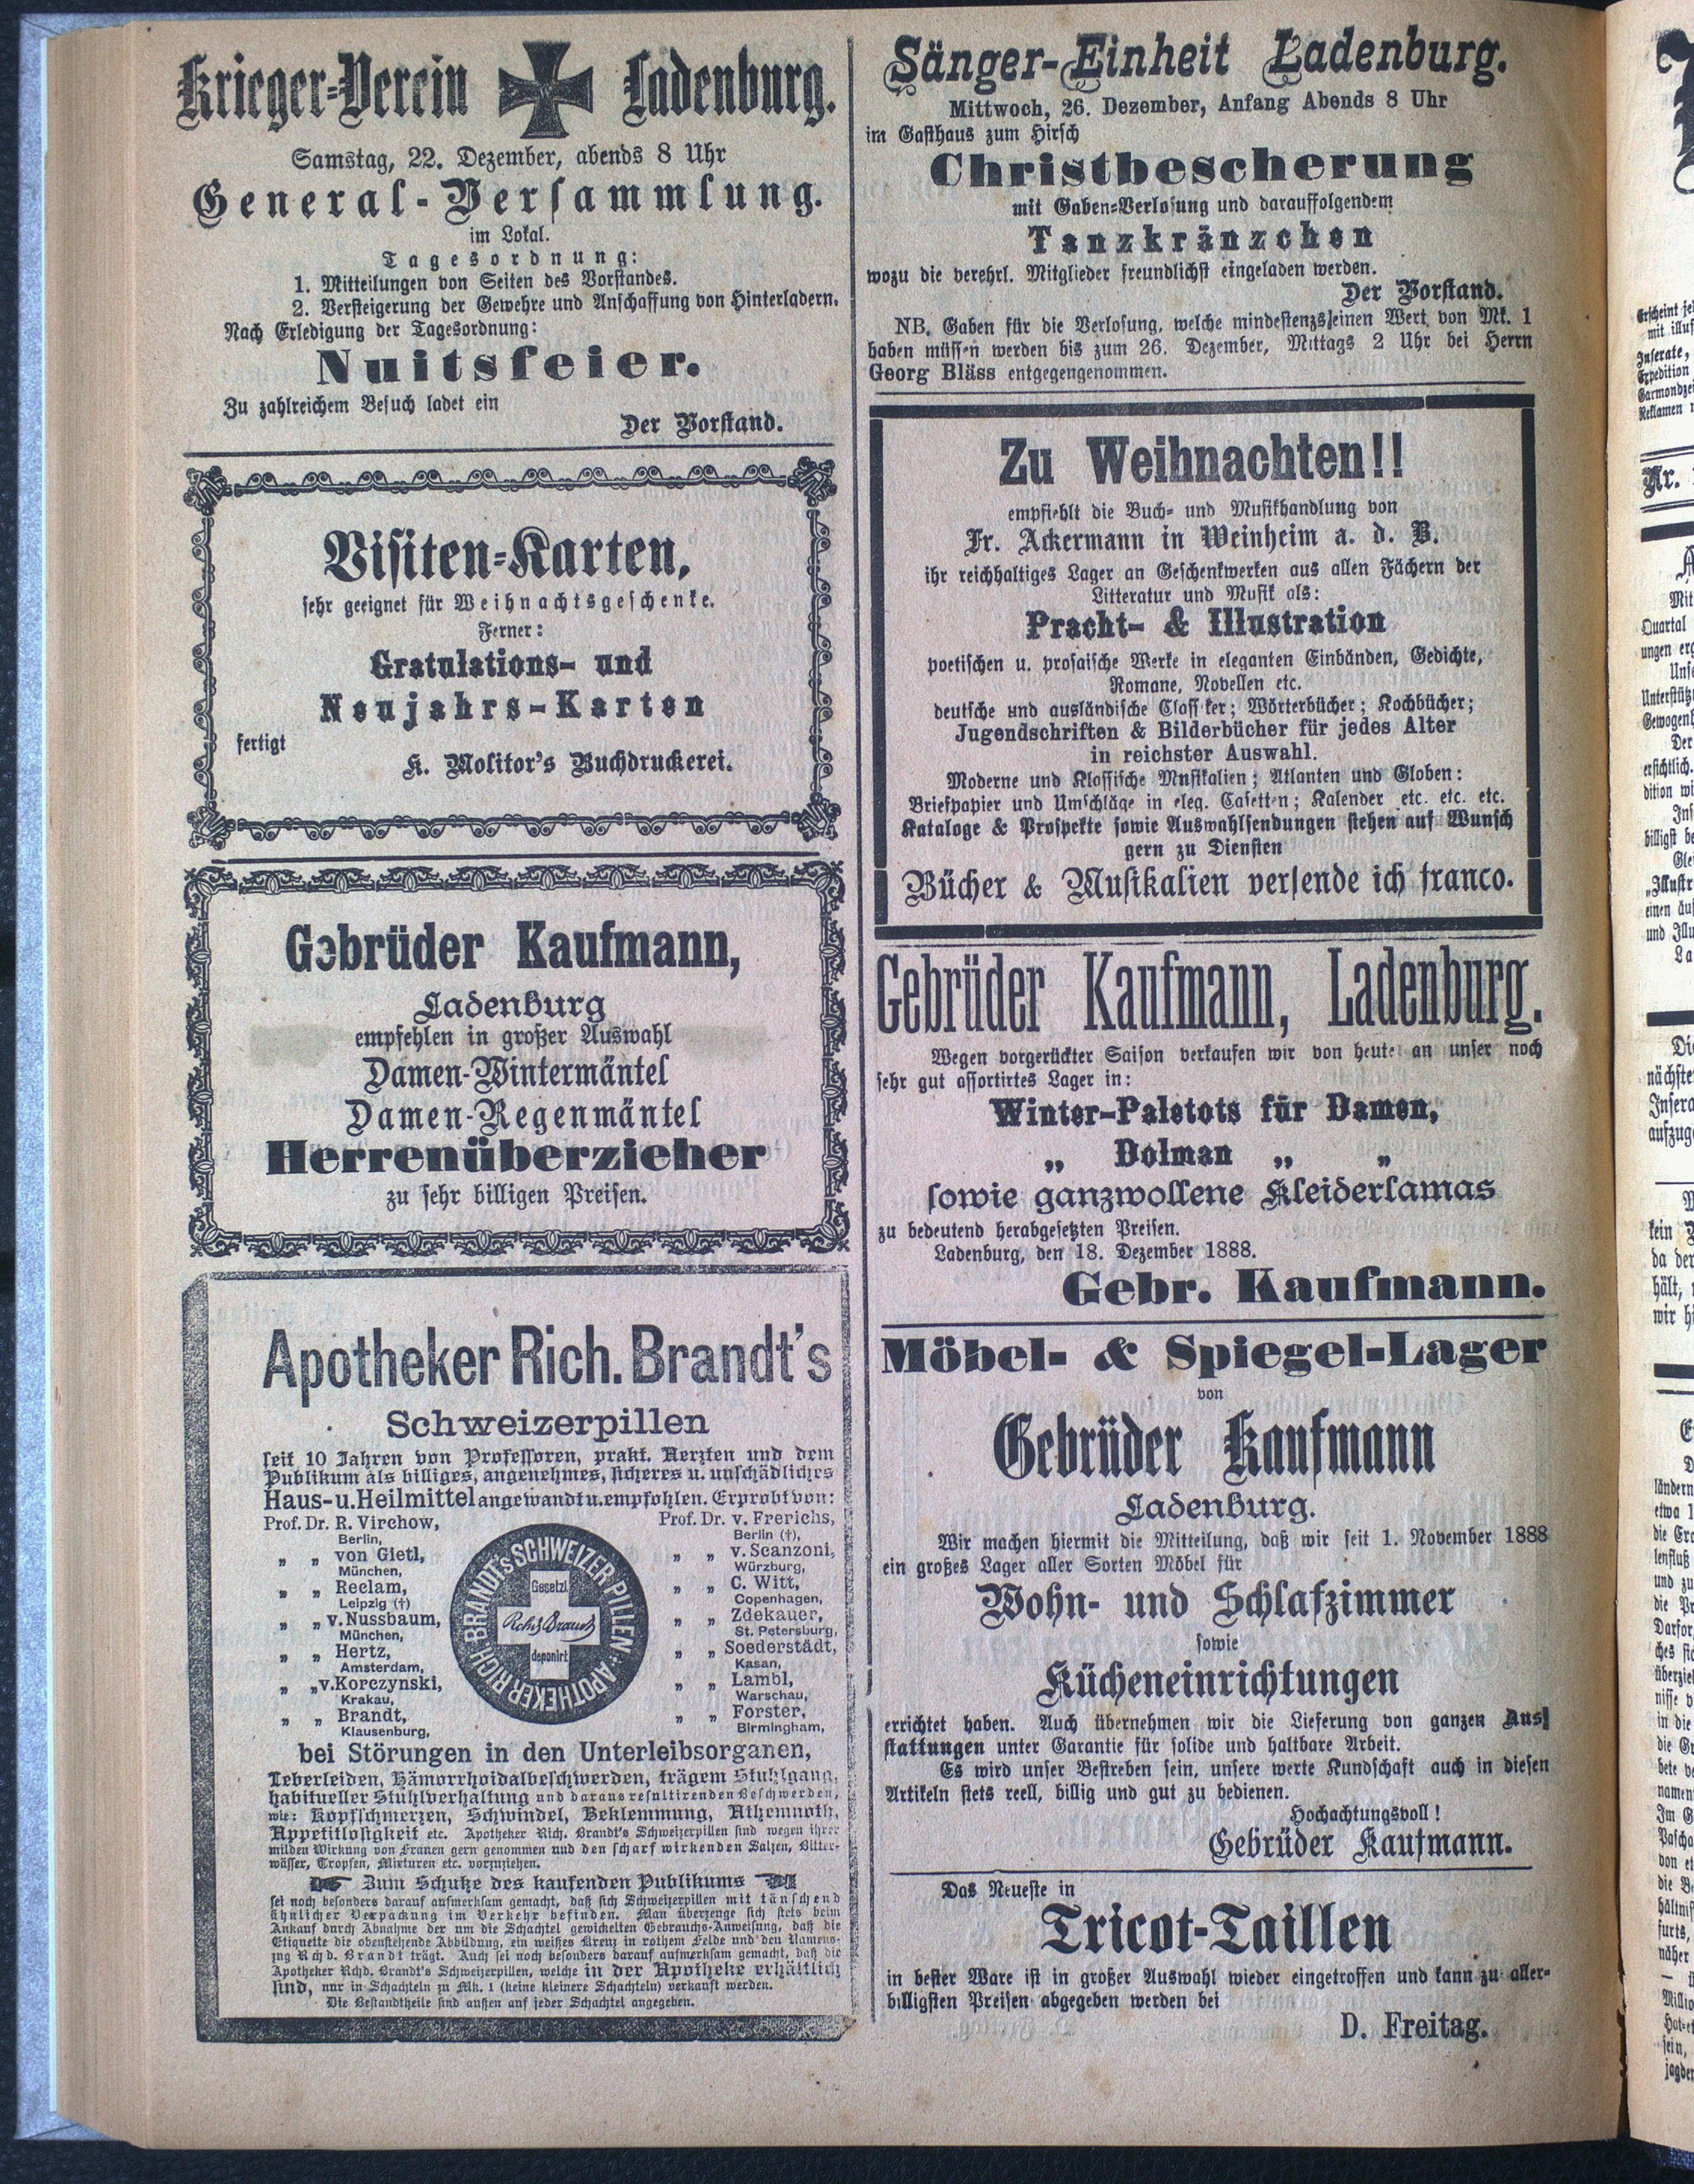 Krieger-Verein Ladenburg.
Samstag, 22. Dezember, abends 8 Uhr
General-Versammlung.
im Lokal.
Tagesordnung:
1. Mitteilungen von Seiten des Vorstandes.
2. Versteigerung der Gewehre und Anschaffung von Hinterladern.
Nach Erledigung der Tagesordnung:
Nuitsfeier.
Zu zahlreichem Besuch ladet ein
Der Vorstand.
Visiten-Karten,
sehr geeignet für Weihnachtsgeschenke.
Ferner:
Gratulations- und
Neujahrs-Karten
fertigt
K. Molitor's Buchdruckerei.
Gebrüder Kaufmann,
Ladenburg
empfehlen in großer Auswahl
Damen-Wintermäntel
Damen-Regenmäntel
Herrenüberzieher
zu sehr billigen Preisen.
Apotheker Rich. Brandt's
Schweizerpillen
seit 10 Jahren von Professoren, prakt. Aerzten und dem
Publikum als billiges, angenehmes, sicheres u. unschädliches
Haus- u. Heilmittel angewandt u. empfohlen. Erprobt von:
Prof. Dr. R. Virchow,
Berlin,
„ „ von Gietl,
München,
„ „ Reclam,
Leipzig (†)
„ „ v. Nussbaum,
München,
„ „ Hertz,
Amsterdam,
„ „ v. Korczynski,
Krakau,
„ „ Brandt,
Klausenburg,
APOTHEKER RICH. BRANDT's SCHWEIZER PILLEN
Gesetzl.
Rchd. Brandt
deponirt
Prof. Dr. v. Frerichs,
Berlin (†),
„ „ v. Scanzoni,
Würzburg,
„ „ C. Witt,
Copenhagen,
„ „ Zdekauer,
St. Petersburg,
„ „ Soederstädt,
Kasan,
„ „ Lambl,
Warschau,
„ „ Forster,
Birmingham,
bei Störungen in den Unterleibsorganen,
Leberleiden, Hämorrhoidalbeschwerden, trägem Stuhlgang,
habitueller Stuhlverhaltung und daraus resultirenden Beschwerden,
wie: Kopfschmerzen, Schwindel, Beklemmung, Athemnoth,
Appetitlosigkeit etc. Apotheker Rich. Brandt's Schweizerpillen sind wegen ihrer
milden Wirkung von Frauen gern genommen und den scharf wirkenden Salzen, Bitter-
wässer, Tropfen, Mixturen etc. vorzuziehen.
Zum Schutze des kaufenden Publikums
sei noch besonders darauf aufmerksam gemacht, daß sich Schweizerpillen mit täuschend
ähnlicher Verpackung im Verkehr befinden. Man überzeuge sich stets beim
Ankauf durch Abnahme der um die Schachtel gewickelten Gebrauchs-Anweisung, daß die
Etiquette die obenstehende Abbildung, ein weißes Kreuz in rothem Felde und den Namens-
zug Rchd. Brandt trägt. Auch sei noch besonders darauf aufmerksam gemacht, daß die
Apotheker Rchd. Brandt's Schweizerpillen, welche in der Apotheke erhältlich
sind, nur in Schachteln zu Mk. 1 (keine kleinere Schachteln) verkauft werden.
Die Bestandtheile sind außen auf jeder Schachtel angegeben.
Sänger-Einheit Ladenburg.
Mittwoch, 26. Dezember, Anfang Abends 8 Uhr
im Gasthaus zum Hirsch
Christbescherung
mit Gaben-Verlosung und darauffolgendem
Tanzkränzchen
wozu die verehrl. Mitglieder freundlichst eingeladen werden.
Der Vorstand.
NB. Gaben für die Verlosung, welche mindestenzs einen Wert von Mk. 1
haben müssen werden bis zum 26. Dezember, Mittags 2 Uhr bei Herrn
Georg Bläss entgegengenommen.
Zu Weihnachten!!
empfiehlt die Buch- und Musikhandlung von
Fr. Ackermann in Weinheim a. d. B.
ihr reichhaltiges Lager an Geschenkwerken aus allen Fächern der
Litteratur und Musik als:
Pracht- & Illustration
poetischen u. prosaische Werke in eleganten Einbänden, Gedichte,
Romane, Novellen etc.
deutsche und ausländische Classiker; Wörterbücher; Kochbücher;
Jugendschriften & Bilderbücher für jedes Alter
in reichster Auswahl.
Moderne und Klassische Musikalien; Atlanten und Globen:
Briefpapier und Umschläge in eleg. Casetten; Kalender etc. etc. etc.
Kataloge & Prospekte sowie Auswahlsendungen stehen auf Wunsch
gern zu Diensten
Bücher & Musikalien versende ich franco.
Gebrüder Kaufmann, Ladenburg.
Wegen vorgerückter Saison verkaufen wir von heute an unser noch
sehr gut assortirtes Lager in:
Winter-Paletots für Damen,
„ Dolman „ „
sowie ganzwollene Kleiderlamas
zu bedeutend herabgesetzten Preisen.
Ladenburg, den 18. Dezember 1888.
Gebr. Kaufmann.
Möbel- & Spiegel-Lager
von
Gebrüder Kaufmann
Ladenburg.
Wir machen hiermit die Mitteilung, daß wir seit 1. November 1888
ein großes Lager aller Sorten Möbel für
Wohn- und Schlafzimmer
sowie
Kücheneinrichtungen
errichtet haben. Auch übernehmen wir die Lieferung von ganzen Aus-
stattungen unter Garantie für solide und haltbare Arbeit.
Es wird unser Bestreben sein, unsere werte Kundschaft auch in diesen
Artikeln stets reell, billig und gut zu bedienen.
Hochachtungsvoll!
Gebrüder Kaufmann.
Das Neueste in
Tricot-Taillen
in bester Ware ist in großer Auswahl wieder eingetroffen und kann zu aller-
billigsten Preisen abgegeben werden bei
D. Freitag.